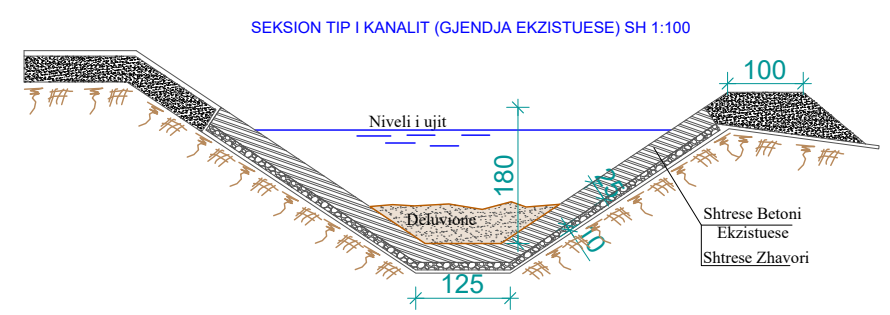 SEKSION TIP I KANALIT (GJENDJA EKZISTUESE) SH 1:100
100
Niveli i ujit
180
25
Deluvione
10
Shtrese Betoni
Ekzistuese
Shtrese Zhavori
125